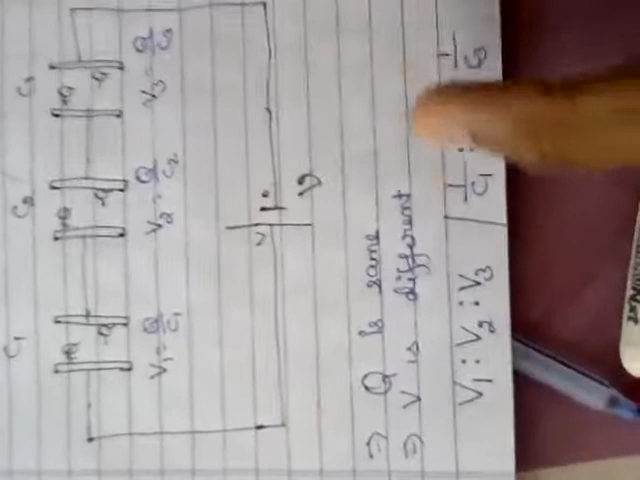 C₁ C₂ C₃
+Q -Q +Q -Q +Q -Q
V₁ = Q/C₁ V₂ = Q/C₂ V₃ = Q/C₃
V
⇒ Q is same
⇒ V is different
V₁ : V₂ : V₃ / 1/C₁ : 1/C₃